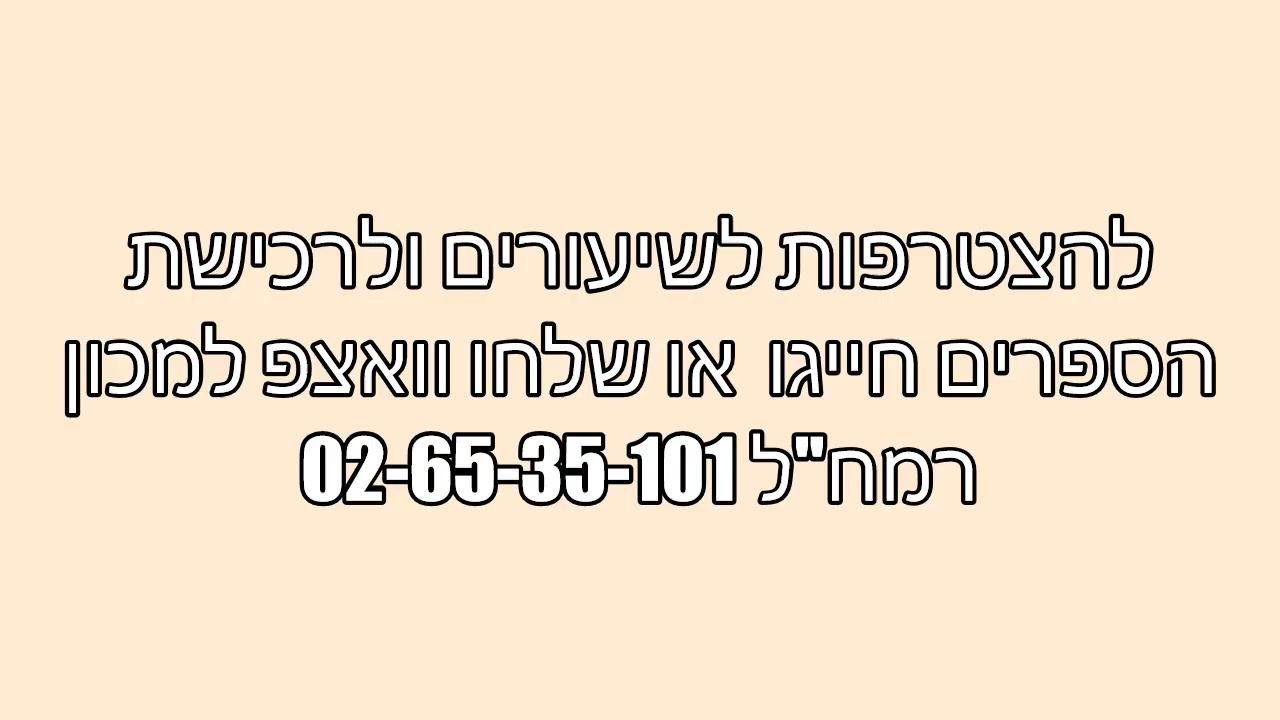 להצטרפות לשיעורים ולרכישת
הספרים חייגו או שלחו וואצפ למכון
רמח"ל 02-65-35-101